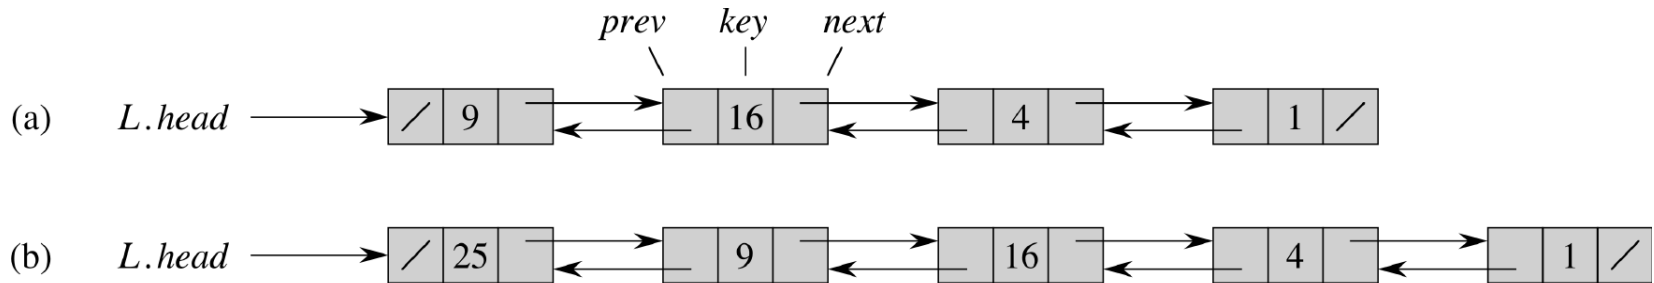 prev key next
(a) L.head / 9 16 4 1 /
(b) L.head / 25 9 16 4 1 /